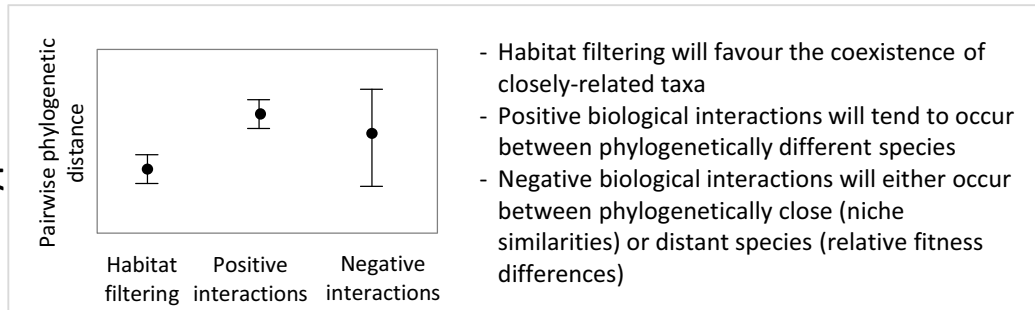 Pairwise phylogenetic
distance
Habitat
filtering
Positive
interactions
Negative
interactions
- Habitat filtering will favour the coexistence of
closely-related taxa
- Positive biological interactions will tend to occur
between phylogenetically different species
- Negative biological interactions will either occur
between phylogenetically close (niche
similarities) or distant species (relative fitness
differences)